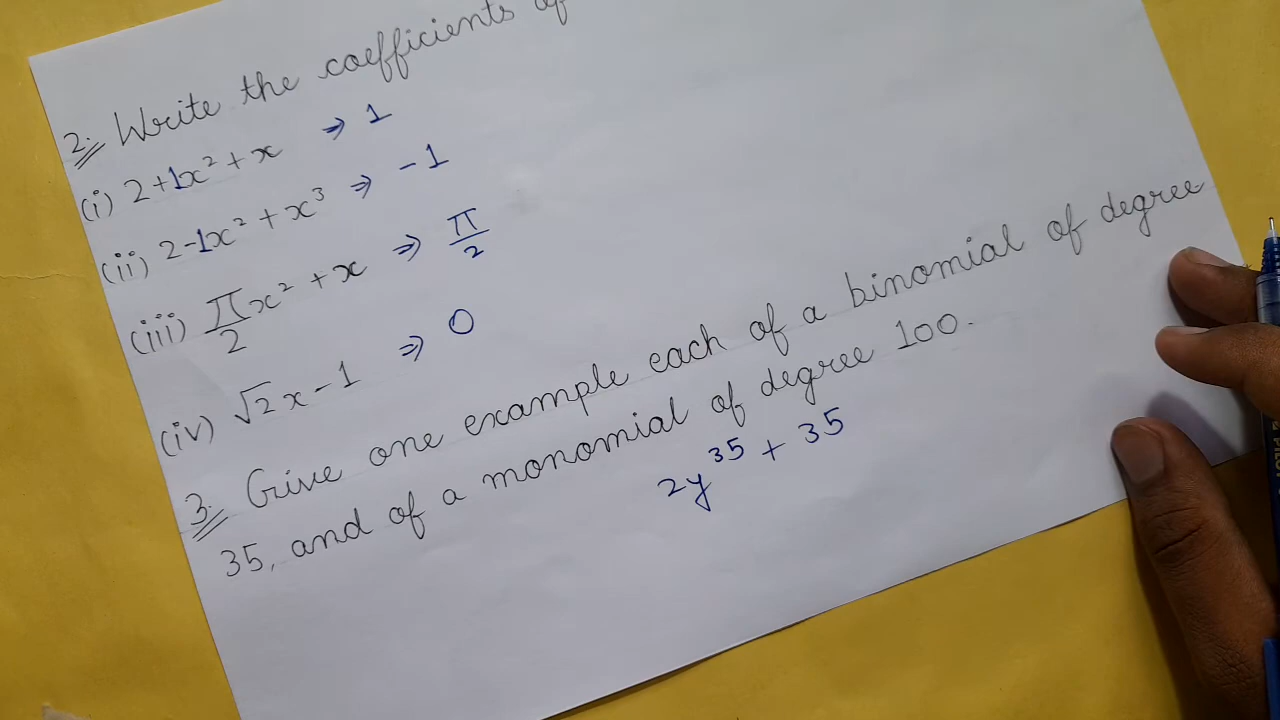 2:- Write the coefficients of
(i) 2+1x² + x ⇒ 1
(ii) 2-1x² + x³ ⇒ -1
(iii) π/2 x² + x ⇒ π/2
(iv) √2 x - 1 ⇒ 0
3:- Give one example each of a binomial of degree
35, and of a monomial of degree 100.
2y³⁵ + 35